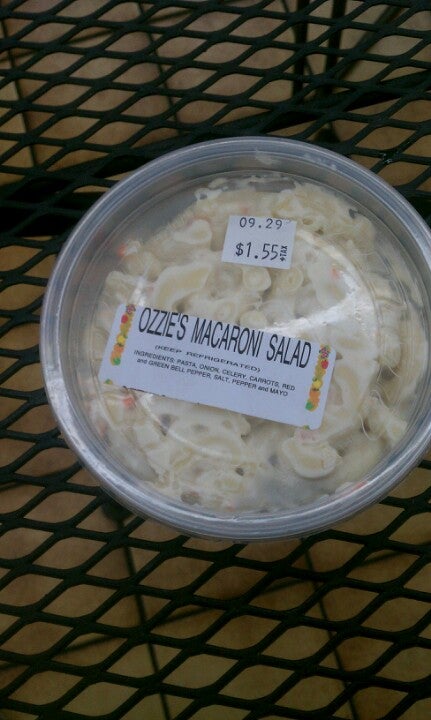 09.29
$1.55+TAX
OZZIE'S MACARONI SALAD
(KEEP REFRIGERATED)
INGREDIENTS: PASTA, ONION, CELERY, CARROTS, RED
and GREEN BELL PEPPER, SALT, PEPPER and MAYO